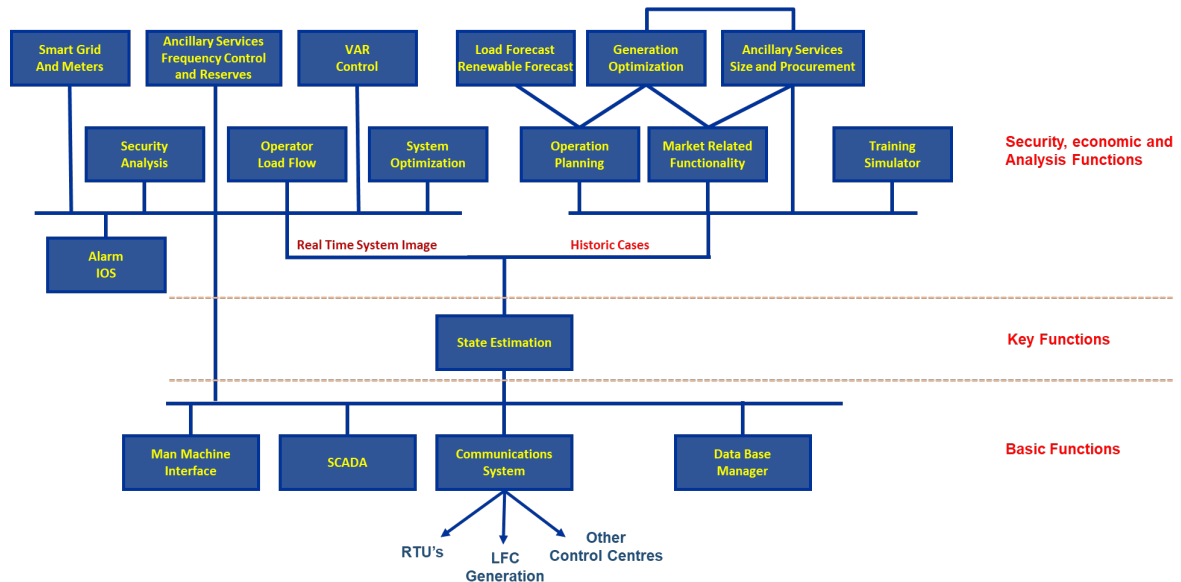 Smart Grid
And Meters
Ancillary Services
Frequency Control
and Reserves
VAR
Control
Load Forecast
Renewable Forecast
Generation
Optimization
Ancillary Services
Size and Procurement
Security
Analysis
Operator
Load Flow
System
Optimization
Operation
Planning
Market Related
Functionality
Training
Simulator
Security, economic and
Analysis Functions
Real Time System Image
Historic Cases
Alarm
IOS
State Estimation
Key Functions
Man Machine
Interface
SCADA
Communications
System
Data Base
Manager
Basic Functions
RTU's
LFC
Generation
Other
Control Centres